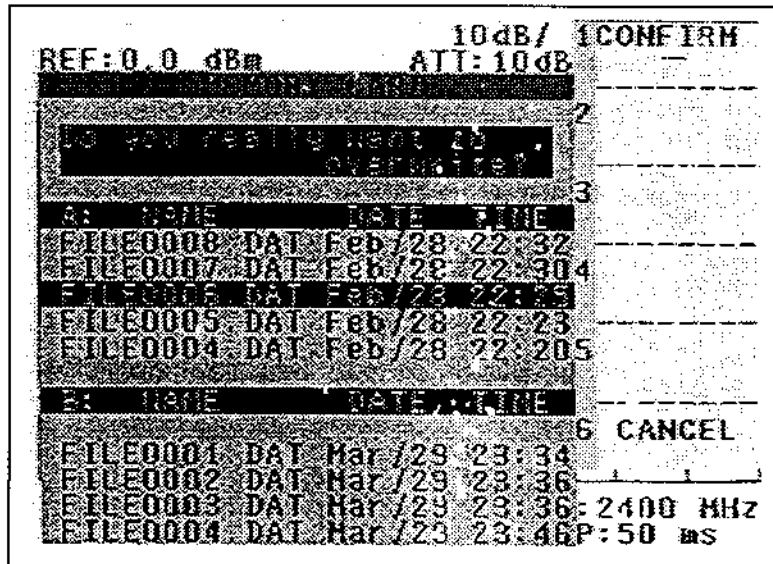 10dB/ 1CONFIRM
REF:0.0 dBm ATT:10dB
2
Do you really want to
overwrite?
3
A: NAME DATE TIME
FILE0008.DAT Feb/28 22:32
FILE0007.DAT Feb/28 22:30 4
FILE0006.DAT Feb/28 22:25
FILE0005.DAT Feb/28 22:23
FILE0004.DAT Feb/28 22:20 5
B: NAME DATE TIME
6 CANCEL
FILE0001.DAT Mar/29 23:34
FILE0002.DAT Mar/29 23:36
FILE0003.DAT Mar/29 23:36 :2400 MHz
FILE0004.DAT 23:46 P:50 ms